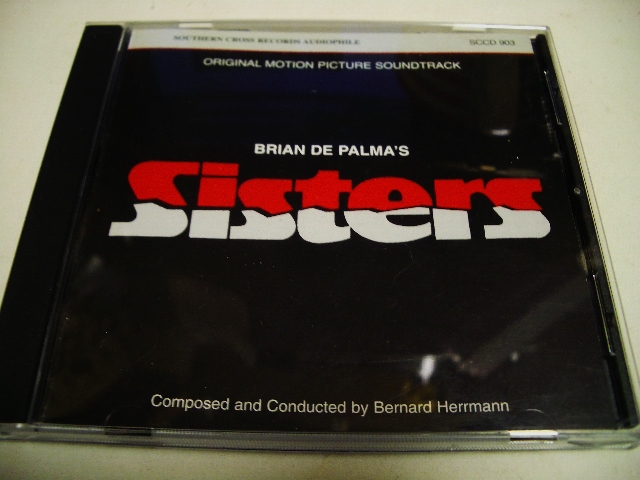 SOUTHERN CROSS RECORDS AUDIOPHILE SCCD 903
ORIGINAL MOTION PICTURE SOUNDTRACK
BRIAN DE PALMA'S
Sisters
Composed and Conducted by Bernard Herrmann